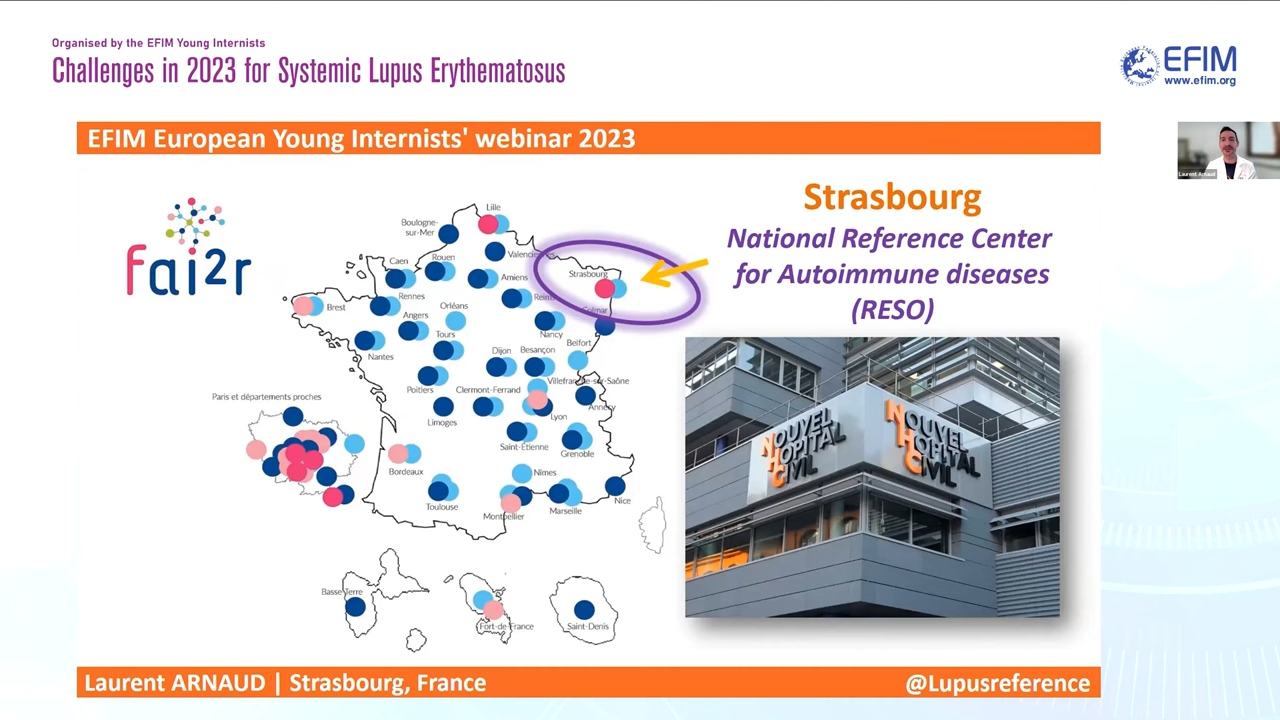 Organised by the EFIM Young Internists
Challenges in 2023 for Systemic Lupus Erythematosus
EFIM
www.efim.org
EFIM European Young Internists' webinar 2023
Laurent Arnaud
fai2r
Strasbourg
National Reference Center
for Autoimmune diseases
(RESO)
Lille
Boulogne-
sur-Mer
Valencien
Caen
Rouen
Amiens
Strasbourg
Reims
Colmar
Rennes
Brest
Orléans
Angers
Tours
Nancy
Belfort
Nantes
Dijon
Besançon
Poitiers
Clermont-Ferrand
Villefranche-sur-Saône
Annecy
Paris et départements proches
Limoges
Lyon
Saint-Etienne
Grenoble
Bordeaux
Nîmes
Toulouse
Montpellier
Marseille
Nice
Basse Terre
Fort-de-France
Saint-Denis
NOUVEL
HOPITAL
CIVIL
NOUVEL
HOPITAL
CIVIL
Laurent ARNAUD | Strasbourg, France
@Lupusreference